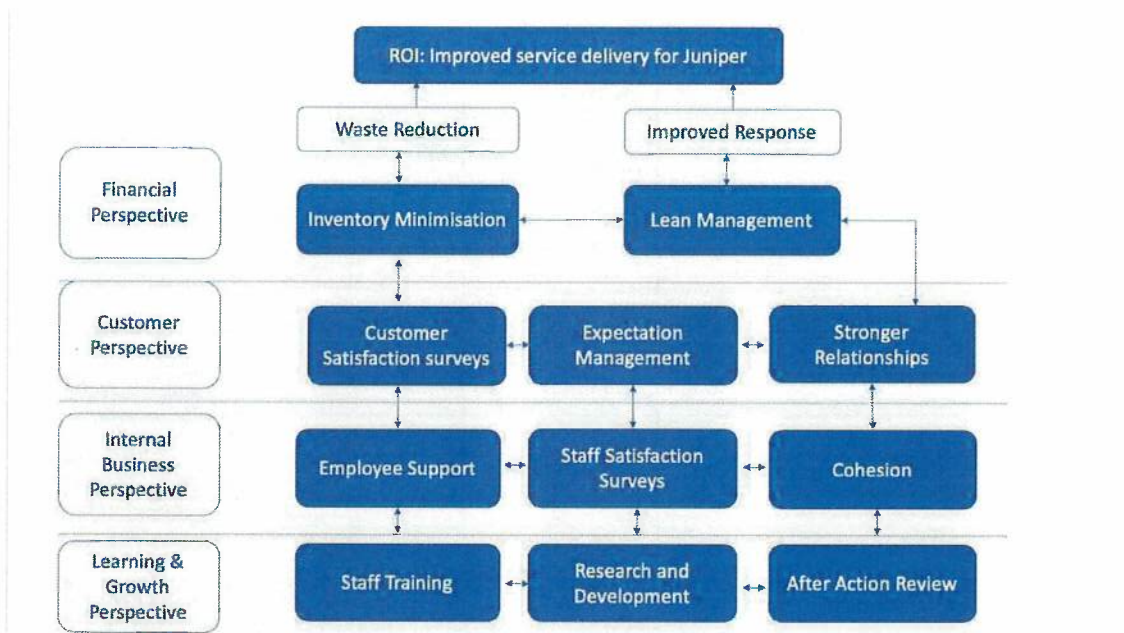 ROI: Improved service delivery for Juniper
Waste Reduction
Improved Response
Financial
Perspective
Inventory Minimisation
Lean Management
Customer
Perspective
Customer
Satisfaction surveys
Expectation
Management
Stronger
Relationships
Internal
Business
Perspective
Employee Support
Staff Satisfaction
Surveys
Cohesion
Learning &
Growth
Perspective
Staff Training
Research and
Development
After Action Review